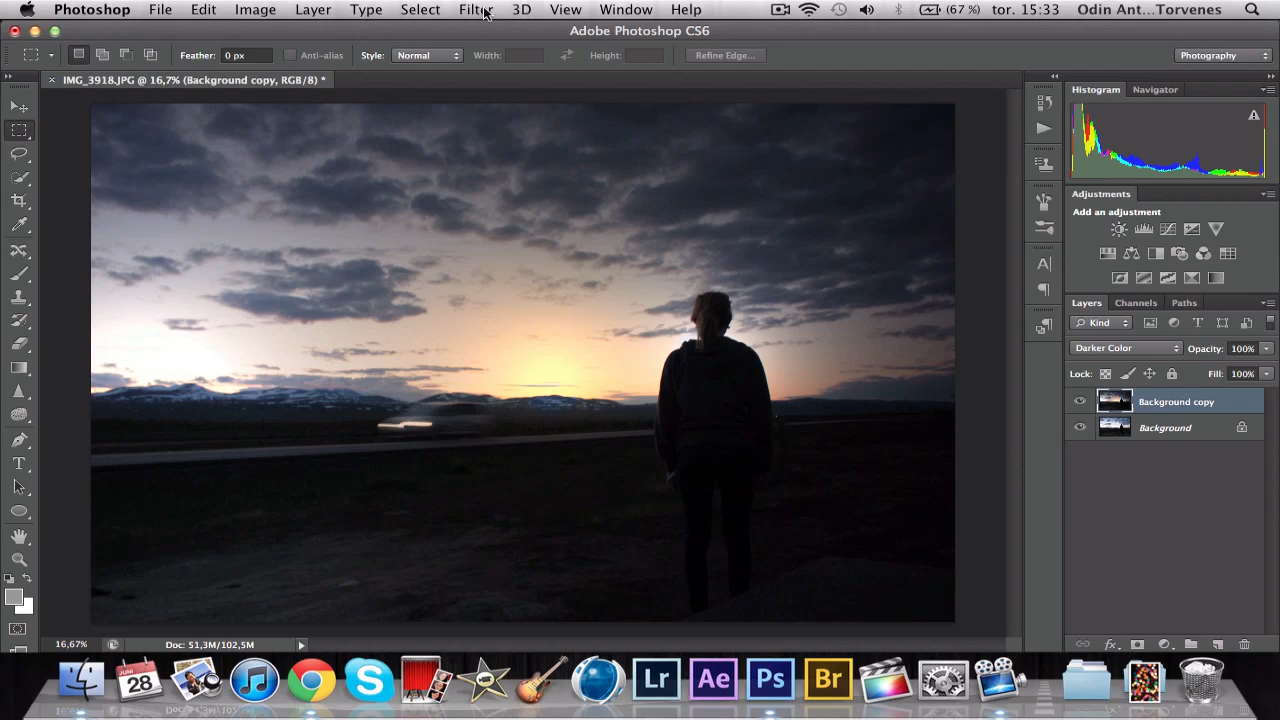 Photoshop File Edit Image Layer Type Select Filter 3D View Window Help (67 %) tor. 15:33 Odin Ant...Torvenes
Adobe Photoshop CS6
Feather: 0 px Anti-alias Style: Normal Width: Height: Refine Edge... Photography
× IMG_3918.JPG @ 16,7% (Background copy, RGB/8) *
Histogram Navigator
Adjustments
Add an adjustment
Layers Channels Paths
Kind
Darker Color Opacity: 100%
Lock: Fill: 100%
Background copy
Background
16,67% Doc: 51,3M/102,5M
JUNI
28
Lr Ae Ps Br